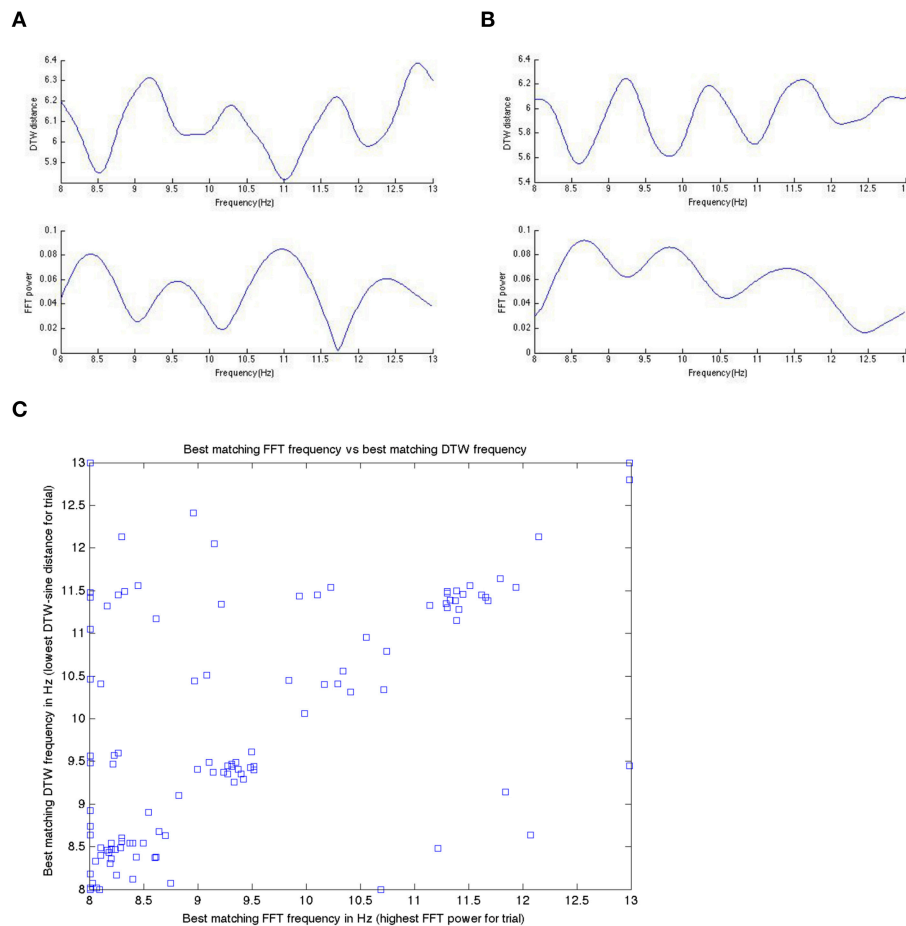 A
B
6.4
6.3
6.2
6.1
6
5.9
DTW distance
8 8.5 9 9.5 10 10.5 11 11.5 12 12.5 13
Frequency(Hz)
6.4
6.2
6
5.8
5.6
5.4
DTW distance
8 8.5 9 9.5 10 10.5 11 11.5 12 12.5 1
Frequency(Hz)
0.1
0.08
0.06
0.04
0.02
0
FFT power
8 8.5 9 9.5 10 10.5 11 11.5 12 12.5 13
Frequency(Hz)
0.1
0.08
0.06
0.04
0.02
0
FFT power
8 8.5 9 9.5 10 10.5 11 11.5 12 12.5 1
Frequency(Hz)
C
Best matching FFT frequency vs best matching DTW frequency
13
12.5
12
11.5
11
10.5
10
9.5
9
8.5
8
Best matching DTW frequency in Hz (lowest DTW-sine distance for trial)
8 8.5 9 9.5 10 10.5 11 11.5 12 12.5 13
Best matching FFT frequency in Hz (highest FFT power for trial)